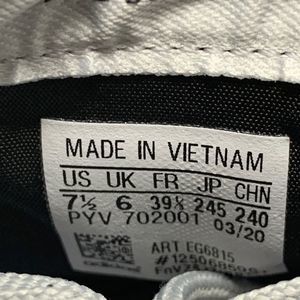 MADE IN VIETNAM
US UK FR JP CHN
7½ 6 39⅓ 245 240
PYV 702001 03/20
ART EG6815